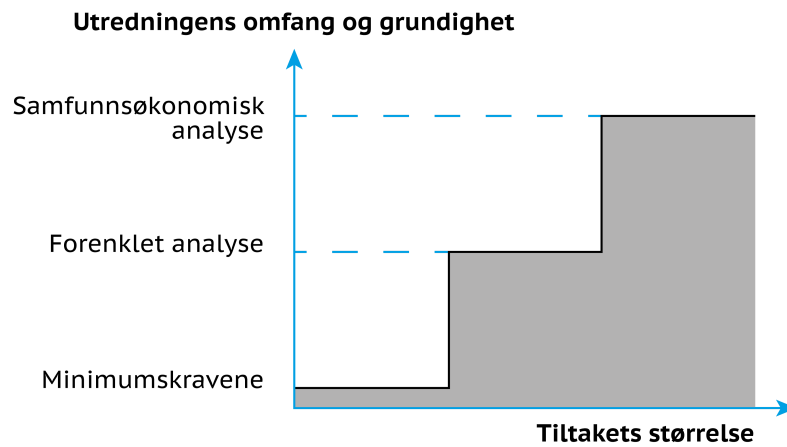 Utredningens omfang og grundighet
Samfunnsøkonomisk
analyse
Forenklet analyse
Minimumskravene
Tiltakets størrelse